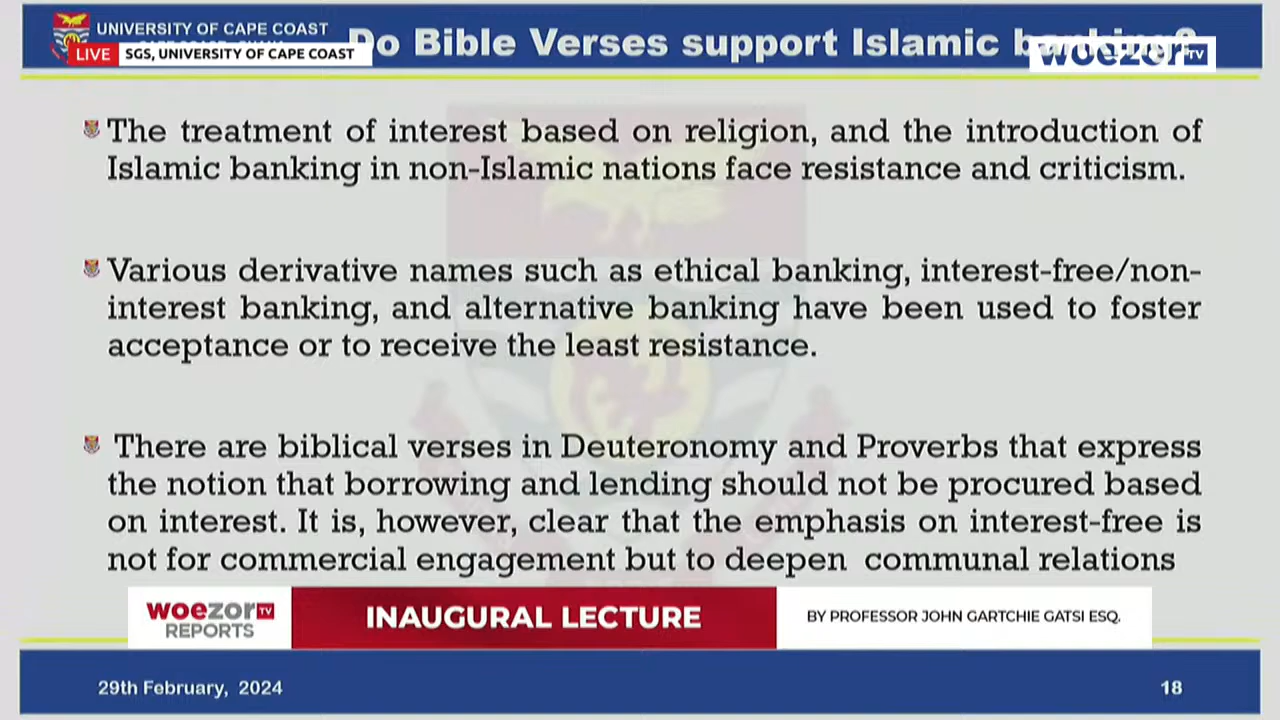 UNIVERSITY OF CAPE COAST
LIVE SGS, UNIVERSITY OF CAPE COAST
Do Bible Verses support Islamic banking?
woezor TV
The treatment of interest based on religion, and the introduction of
Islamic banking in non-Islamic nations face resistance and criticism.
Various derivative names such as ethical banking, interest-free/non-
interest banking, and alternative banking have been used to foster
acceptance or to receive the least resistance.
There are biblical verses in Deuteronomy and Proverbs that express
the notion that borrowing and lending should not be procured based
on interest. It is, however, clear that the emphasis on interest-free is
not for commercial engagement but to deepen communal relations
woezor TV
REPORTS
INAUGURAL LECTURE
BY PROFESSOR JOHN GARTCHIE GATSI ESQ.
29th February, 2024
18